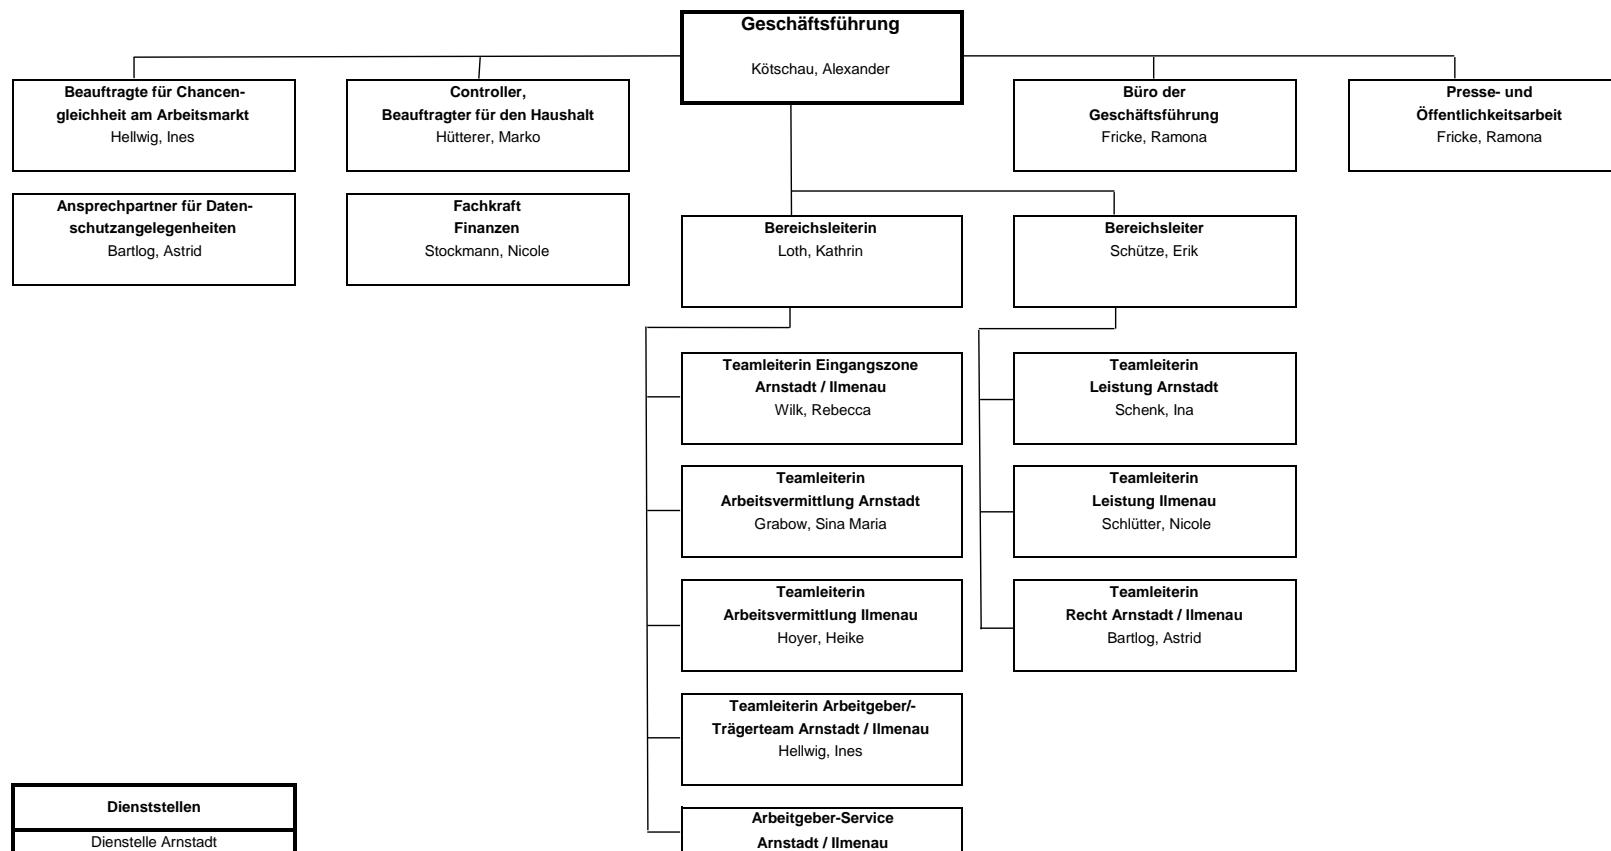 Geschäftsführung
Kötschau, Alexander
Beauftragte für Chancen-
gleichheit am Arbeitsmarkt
Hellwig, Ines
Controller,
Beauftragter für den Haushalt
Hütterer, Marko
Büro der
Geschäftsführung
Fricke, Ramona
Presse- und
Öffentlichkeitsarbeit
Fricke, Ramona
Ansprechpartner für Daten-
schutzangelegenheiten
Bartlog, Astrid
Fachkraft
Finanzen
Stockmann, Nicole
Bereichsleiterin
Loth, Kathrin
Bereichsleiter
Schütze, Erik
Teamleiterin Eingangszone
Arnstadt / Ilmenau
Wilk, Rebecca
Teamleiterin
Leistung Arnstadt
Schenk, Ina
Teamleiterin
Arbeitsvermittlung Arnstadt
Grabow, Sina Maria
Teamleiterin
Leistung Ilmenau
Schlütter, Nicole
Teamleiterin
Arbeitsvermittlung Ilmenau
Hoyer, Heike
Teamleiterin
Recht Arnstadt / Ilmenau
Bartlog, Astrid
Teamleiterin Arbeitgeber/-
Trägerteam Arnstadt / Ilmenau
Hellwig, Ines
Arbeitgeber-Service
Arnstadt / Ilmenau
Dienststellen
Dienstelle Arnstadt